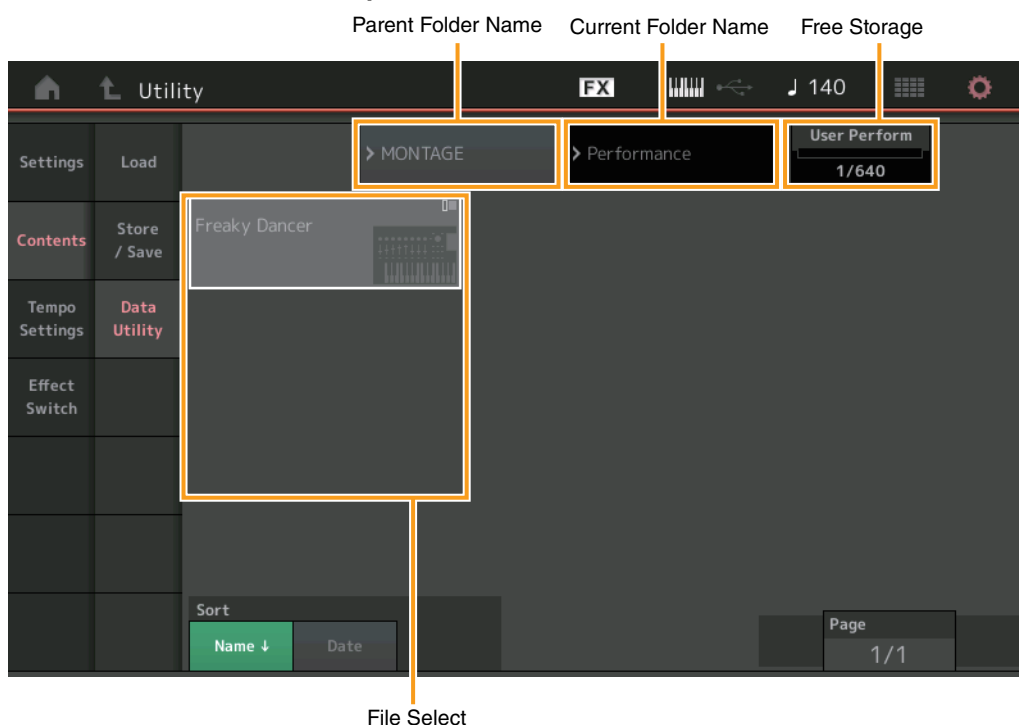 Parent Folder Name Current Folder Name Free Storage
Utility FX ♩ 140
Settings Load > MONTAGE > Performance User Perform
1/640
Contents Store / Save Freaky Dancer
Tempo Settings Data Utility
Effect Switch
Sort
Name ↓ Date
Page
1/1
File Select